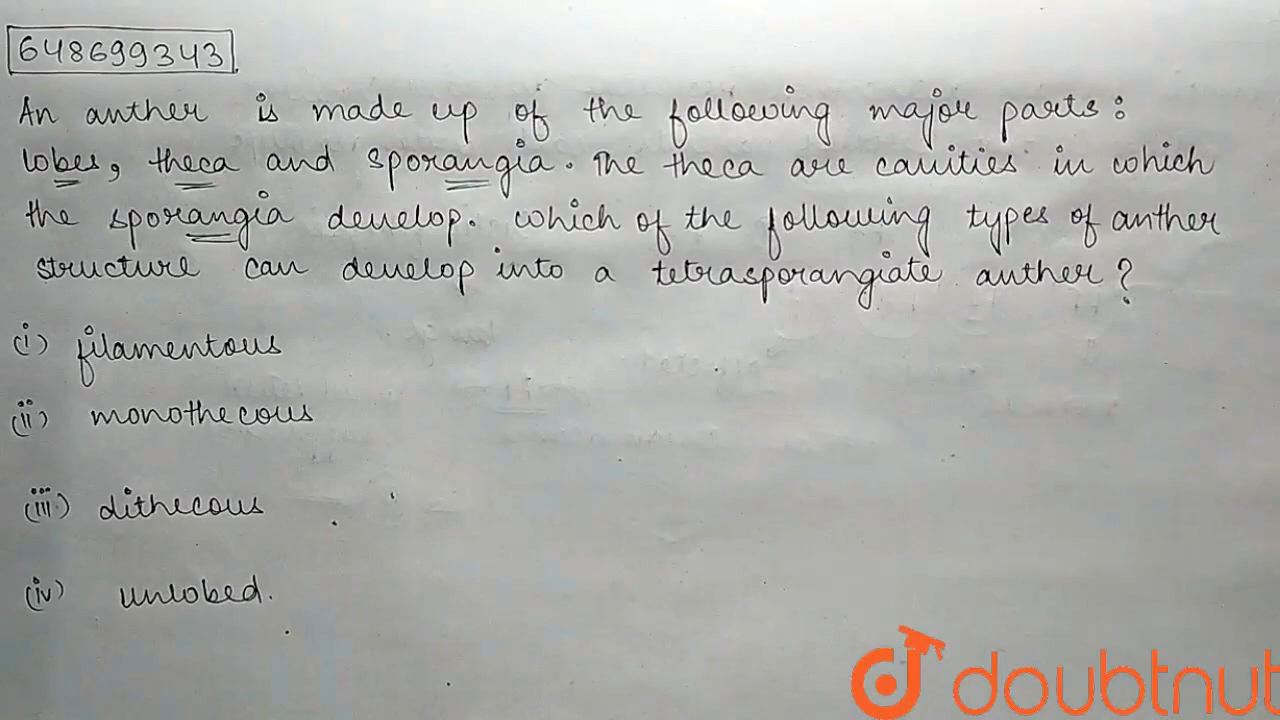 648699343
An anther is made up of the following major parts:
lobes, theca and sporangia. The theca are cavities in which
the sporangia develop. which of the following types of anther
structure can develop into a tetrasporangiate anther?
(i) filamentous
(ii) monothecous
(iii) dithecous
(iv) unlobed.
doubtnut